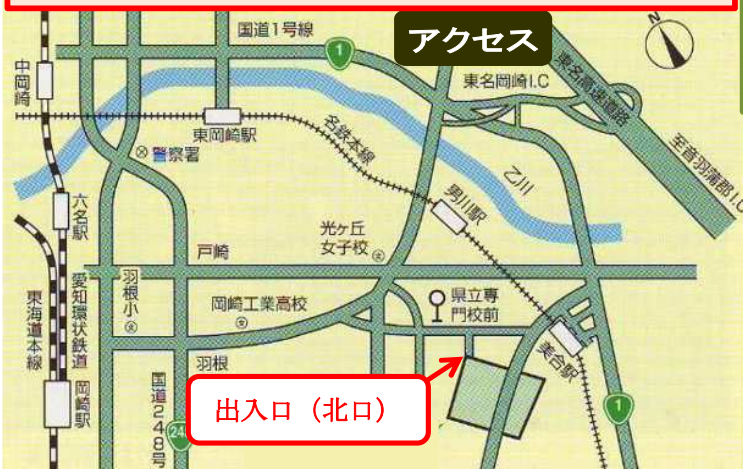 アクセス
国道1号線
1
N
東名岡崎I.C
東名高速道路
至音羽蒲郡I.C
中岡崎
東岡崎駅
警察署
名鉄本線
乙川
男川駅
六名駅
光ヶ丘
女子校
戸崎
羽根小
岡崎工業高校
県立専
門校前
愛知環状鉄道
東海道本線
岡崎駅
羽根
美合駅
国道248号
24
出入口（北口）
1